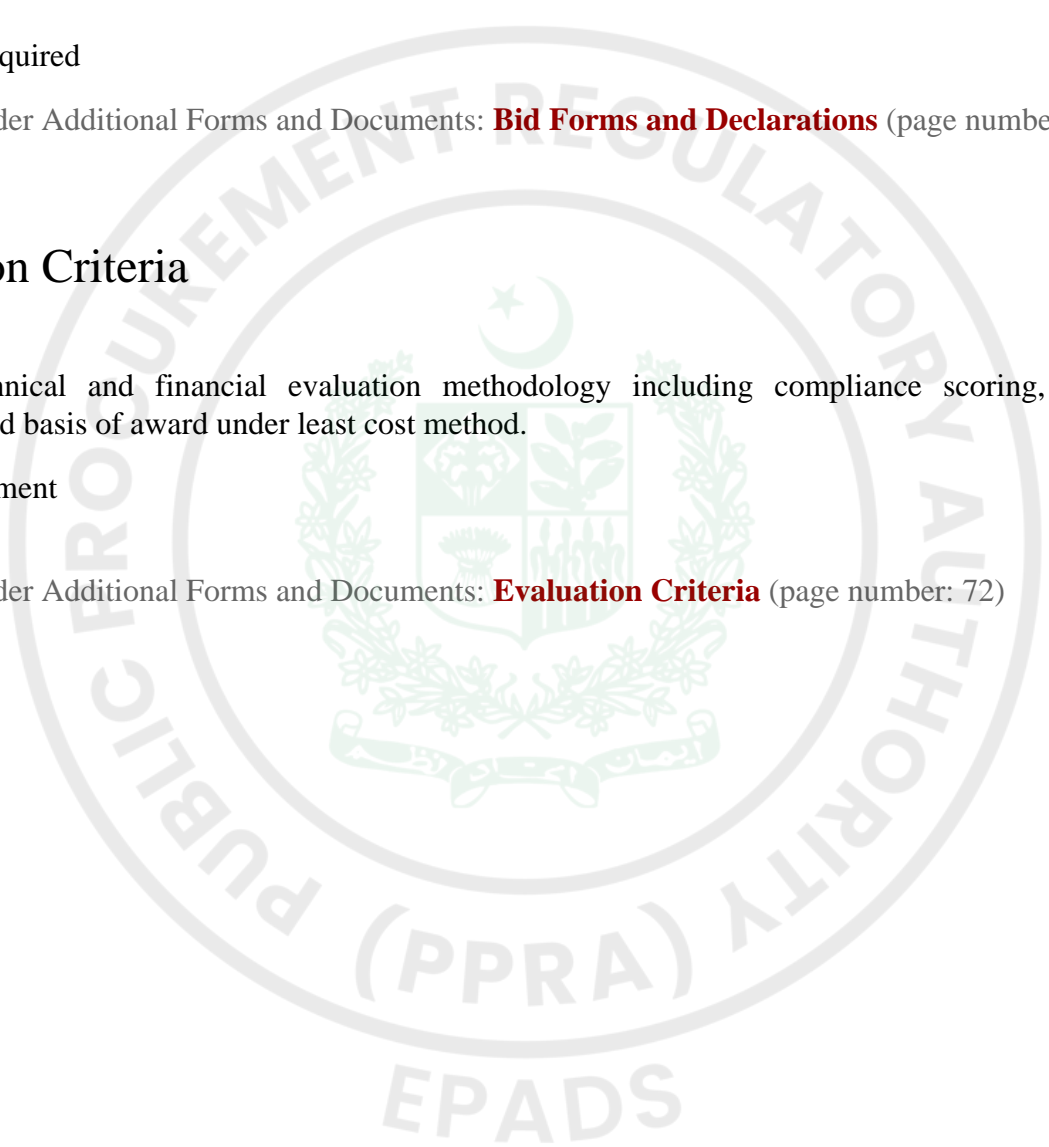 quired
der Additional Forms and Documents: Bid Forms and Declarations (page numbe
on Criteria
hnical and financial evaluation methodology including compliance scoring,
d basis of award under least cost method.
ment
der Additional Forms and Documents: Evaluation Criteria (page number: 72)
PUBLIC PROCUREMENT REGULATORY AUTHORITY
(PPRA)
EPADS